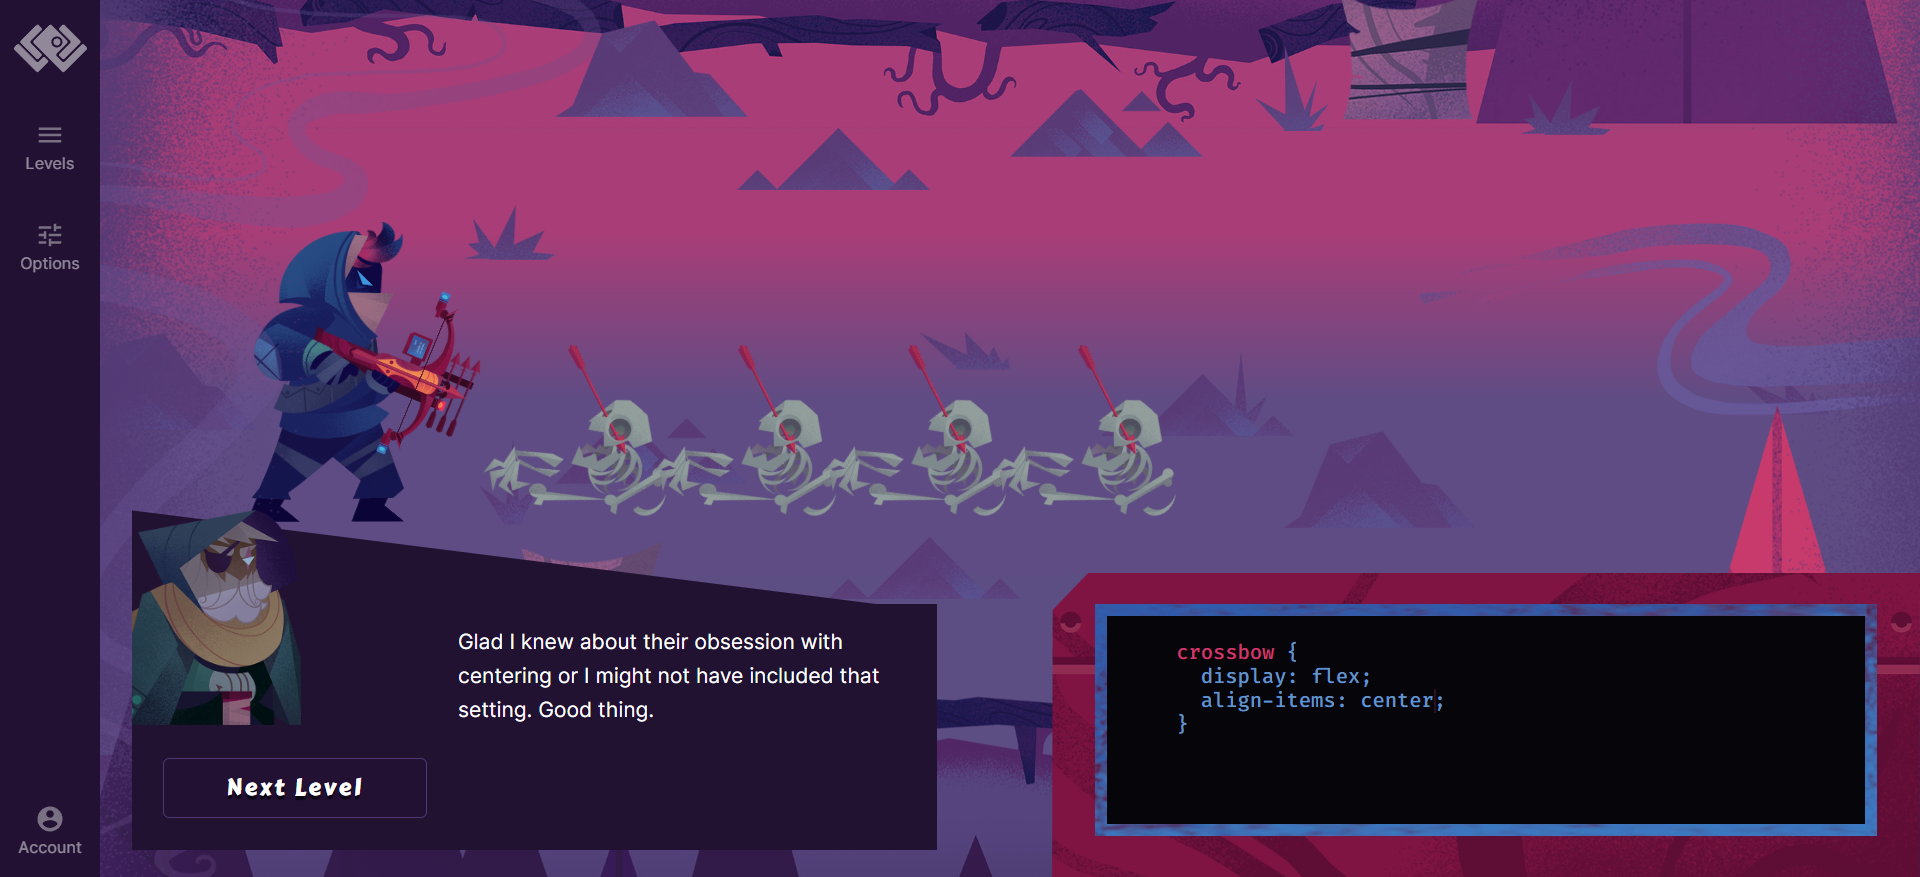 Levels
Options
Glad I knew about their obsession with
centering or I might not have included that
setting. Good thing.
Next Level
crossbow {
  display: flex;
  align-items: center;
}
Account